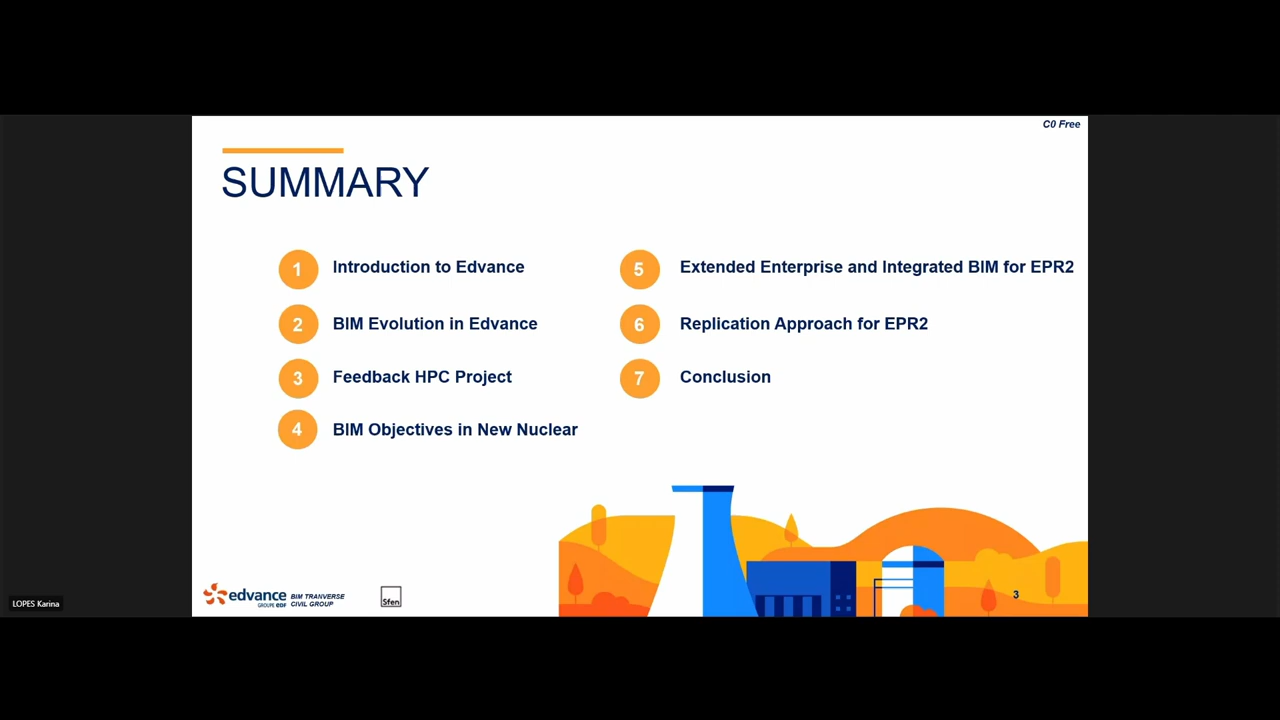 C0 Free
SUMMARY
1 Introduction to Edvance
2 BIM Evolution in Edvance
3 Feedback HPC Project
4 BIM Objectives in New Nuclear
5 Extended Enterprise and Integrated BIM for EPR2
6 Replication Approach for EPR2
7 Conclusion
edvance
GROUPE EDF
BIM TRANVERSE
CIVIL GROUP
Sfen
3
LOPES Karina